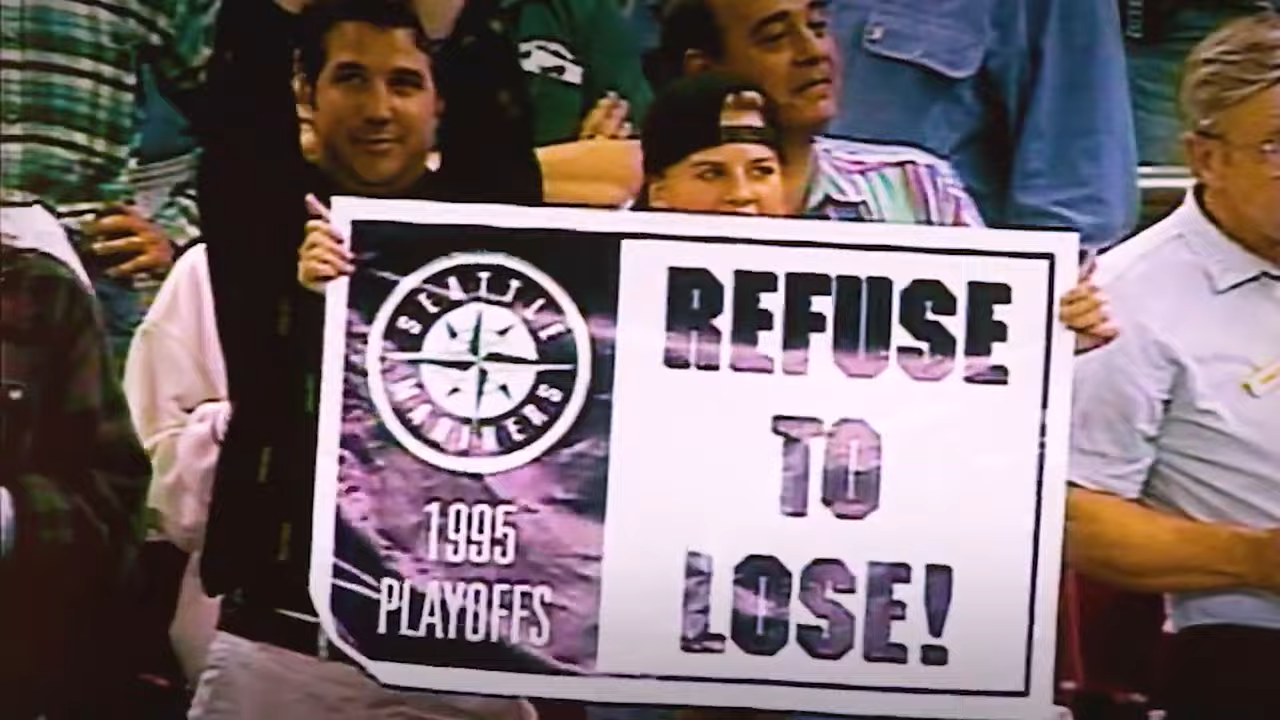 SEATTLE
MARINERS
1995
PLAYOFFS
REFUSE
TO
LOSE!